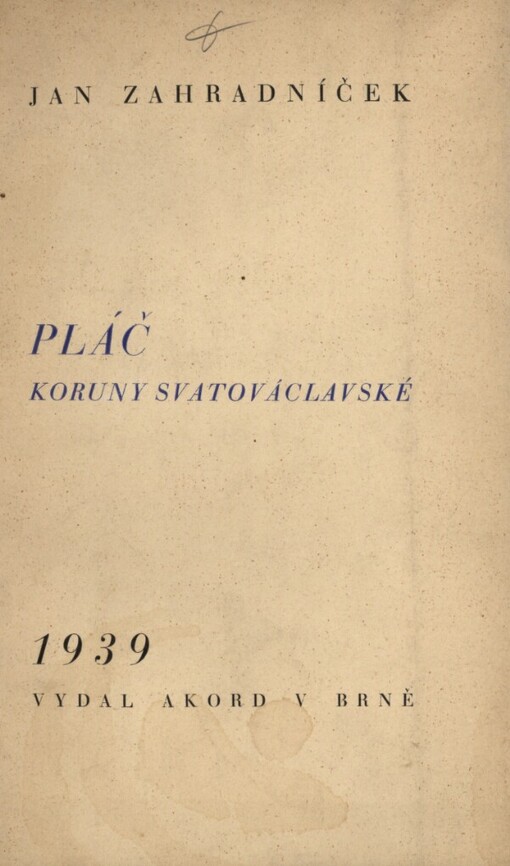 JAN ZAHRADNÍČEK
PLÁČ
KORUNY SVATOVÁCLAVSKÉ
1939
VYDAL AKORD V BRNĚ